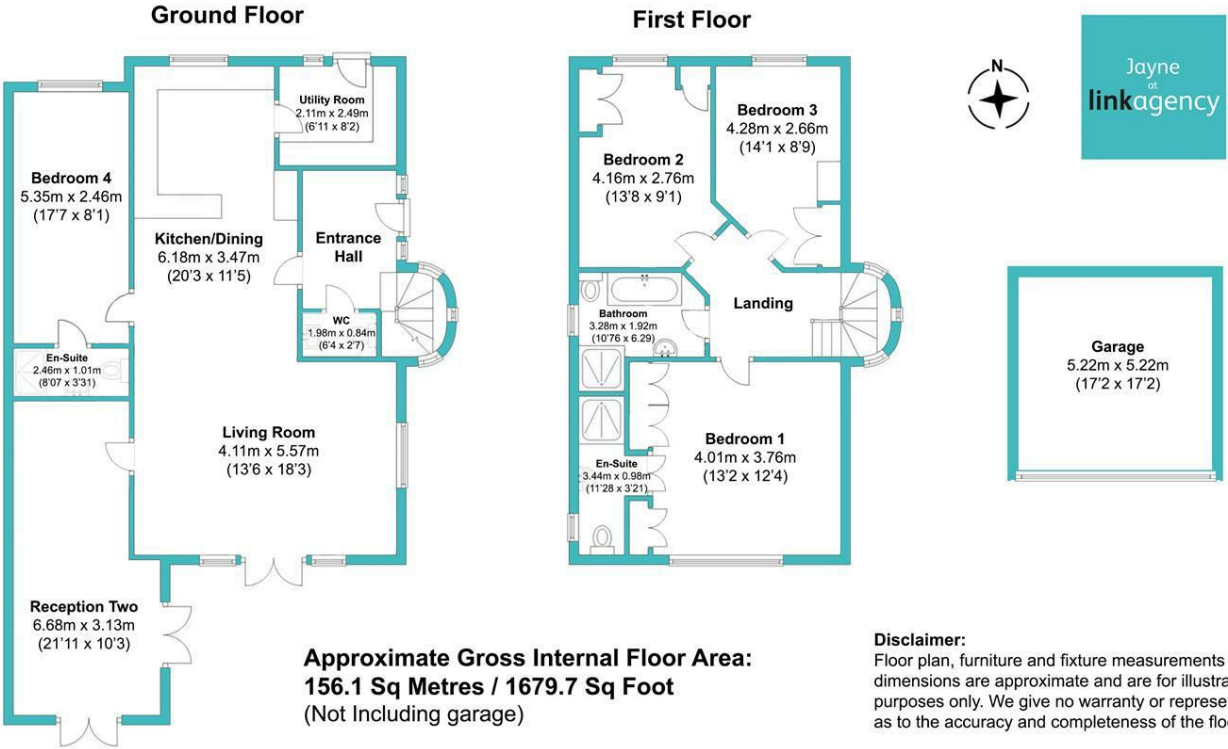 Ground Floor
First Floor
N
Jayne
at
linkagency
Utility Room
2.11m x 2.49m
(6'11 x 8'2)
Bedroom 4
5.35m x 2.46m
(17'7 x 8'1)
Kitchen/Dining
6.18m x 3.47m
(20'3 x 11'5)
Entrance
Hall
WC
1.98m x 0.84m
(6'4 x 2'7)
En-Suite
2.46m x 1.01m
(8'07 x 3'31)
Living Room
4.11m x 5.57m
(13'6 x 18'3)
Reception Two
6.68m x 3.13m
(21'11 x 10'3)
Bedroom 3
4.28m x 2.66m
(14'1 x 8'9)
Bedroom 2
4.16m x 2.76m
(13'8 x 9'1)
Landing
Bathroom
3.28m x 1.92m
(10'76 x 6.29)
Bedroom 1
4.01m x 3.76m
(13'2 x 12'4)
En-Suite
3.44m x 0.98m
(11'28 x 3'21)
Garage
5.22m x 5.22m
(17'2 x 17'2)
Approximate Gross Internal Floor Area:
156.1 Sq Metres / 1679.7 Sq Foot
(Not Including garage)
Disclaimer:
Floor plan, furniture and fixture measurements
dimensions are approximate and are for illustra
purposes only. We give no warranty or represe
as to the accuracy and completeness of the floo